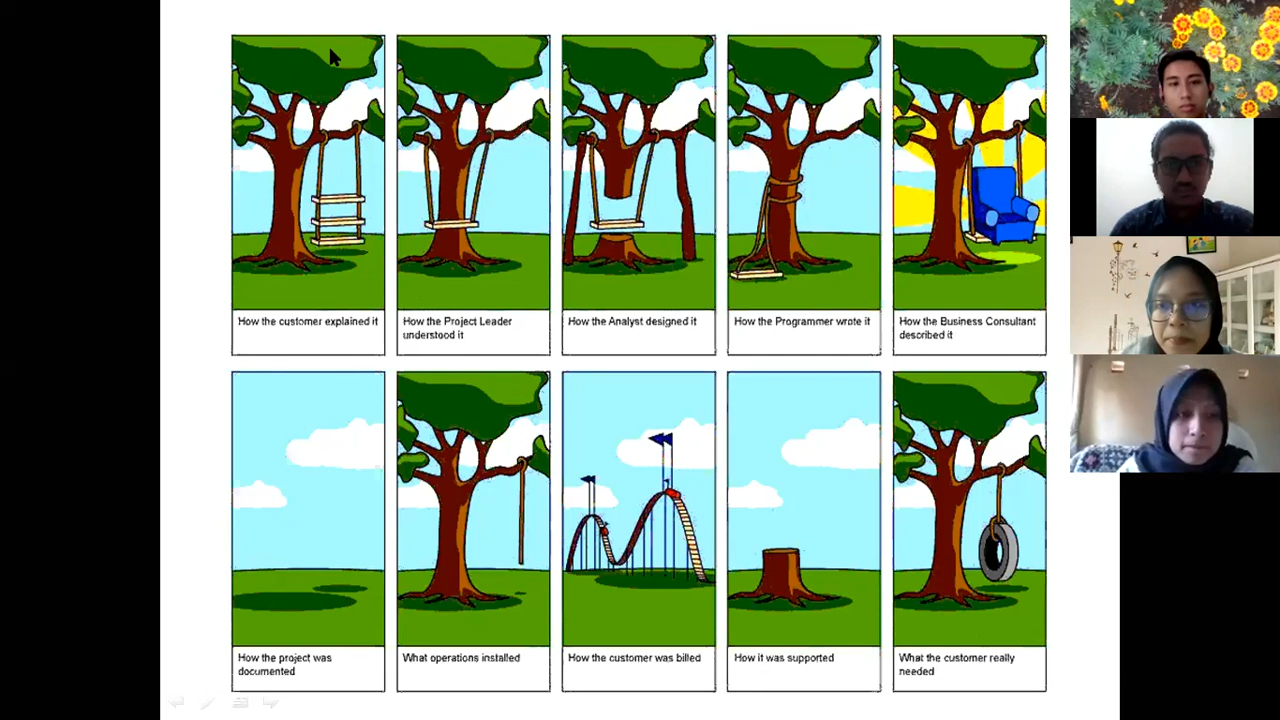 How the customer explained it
How the Project Leader
understood it
How the Analyst designed it
How the Programmer wrote it
How the Business Consultant
described it
How the project was
documented
What operations installed
How the customer was billed
How it was supported
What the customer really
needed